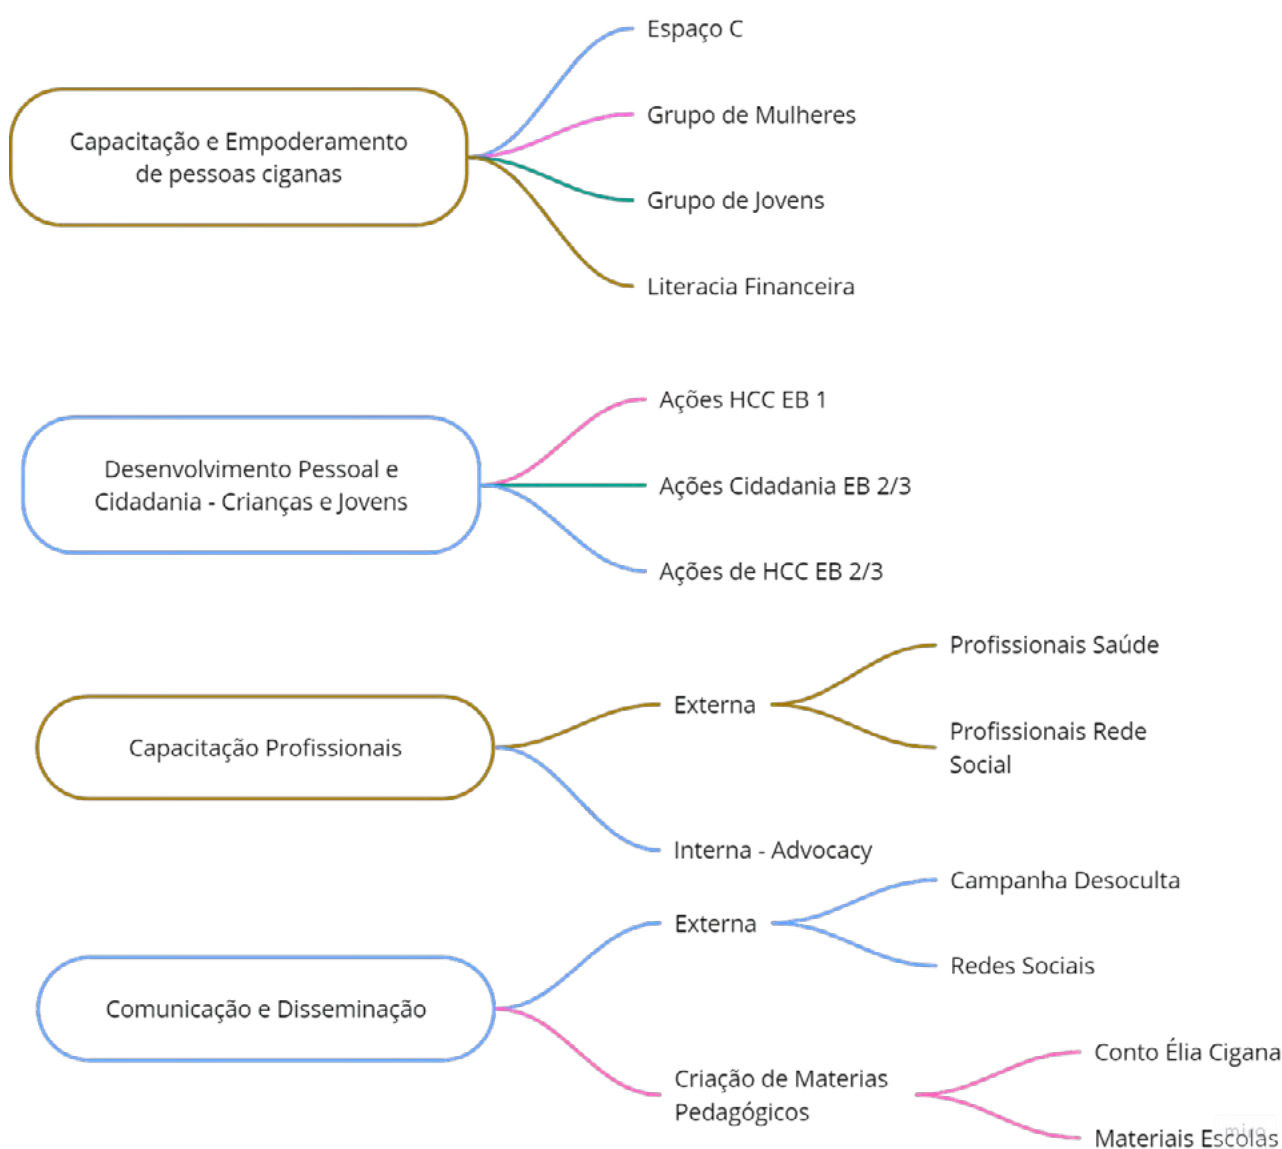 Espaço C
Grupo de Mulheres
Capacitação e Empoderamento
de pessoas ciganas
Grupo de Jovens
Literacia Financeira
Ações HCC EB 1
Desenvolvimento Pessoal e
Cidadania - Crianças e Jovens
Ações Cidadania EB 2/3
Ações de HCC EB 2/3
Profissionais Saúde
Externa
Profissionais Rede
Social
Capacitação Profissionais
Interna - Advocacy
Campanha Desoculta
Externa
Redes Sociais
Comunicação e Disseminação
Conto Élia Cigana
Criação de Materias
Pedagógicos
Materiais Escolas
miro